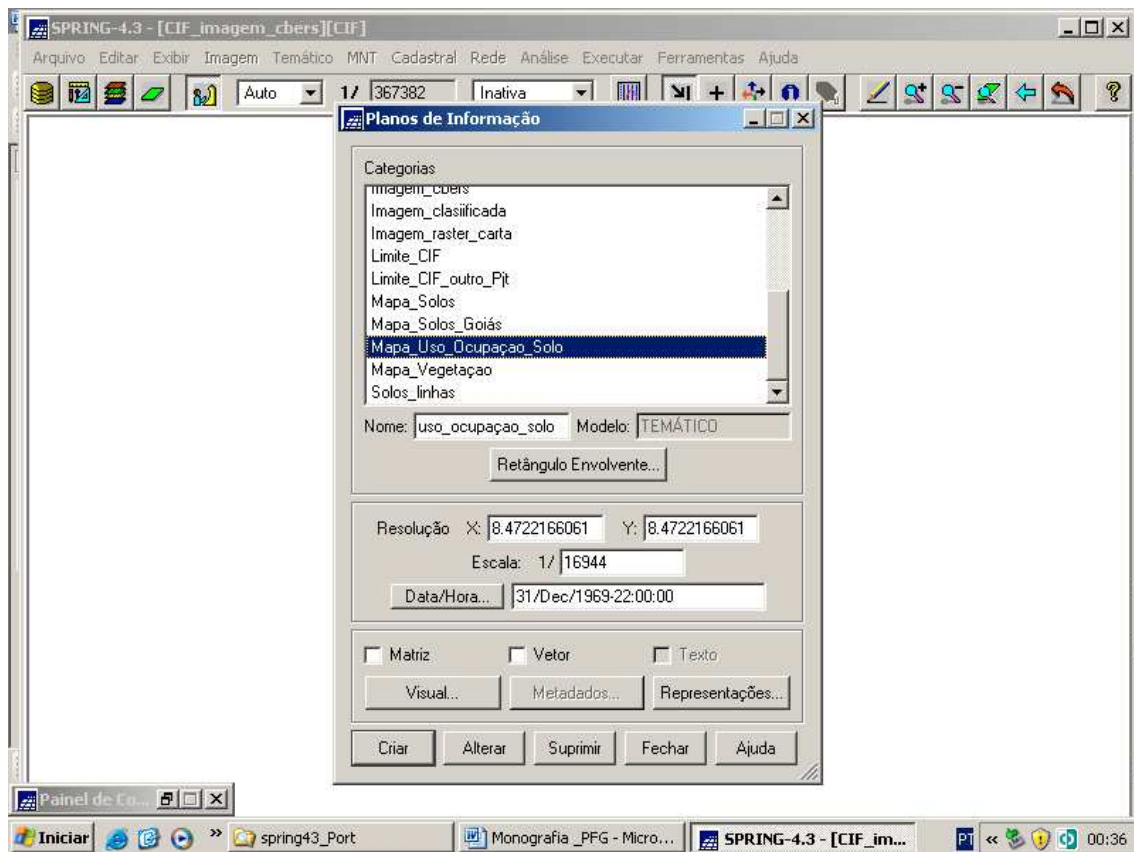 SPRING-4.3 - [CIF_imagem_cbers][CIF]
Arquivo Editar Exibir Imagem Temático MNT Cadastral Rede Análise Executar Ferramentas Ajuda
Auto 1/ 367382 Inativa
Planos de Informação
Categorias
Imagem_cbers
Imagem_clasiificada
Imagem_raster_carta
Limite_CIF
Limite_CIF_outro_Pjt
Mapa_Solos
Mapa_Solos_Goiás
Mapa_Uso_Ocupaçao_Solo
Mapa_Vegetaçao
Solos_linhas
Nome: uso_ocupaçao_solo Modelo: TEMÁTICO
Retângulo Envolvente...
Resolução X: 8.4722166061 Y: 8.4722166061
Escala: 1/ 16944
Data/Hora... 31/Dec/1969-22:00:00
Matriz Vetor Texto
Visual... Metadados... Representações...
Criar Alterar Suprimir Fechar Ajuda
Painel de Co...
Iniciar » spring43_Port Monografia _PFG - Micro... SPRING-4.3 - [CIF_im... PT « 00:36